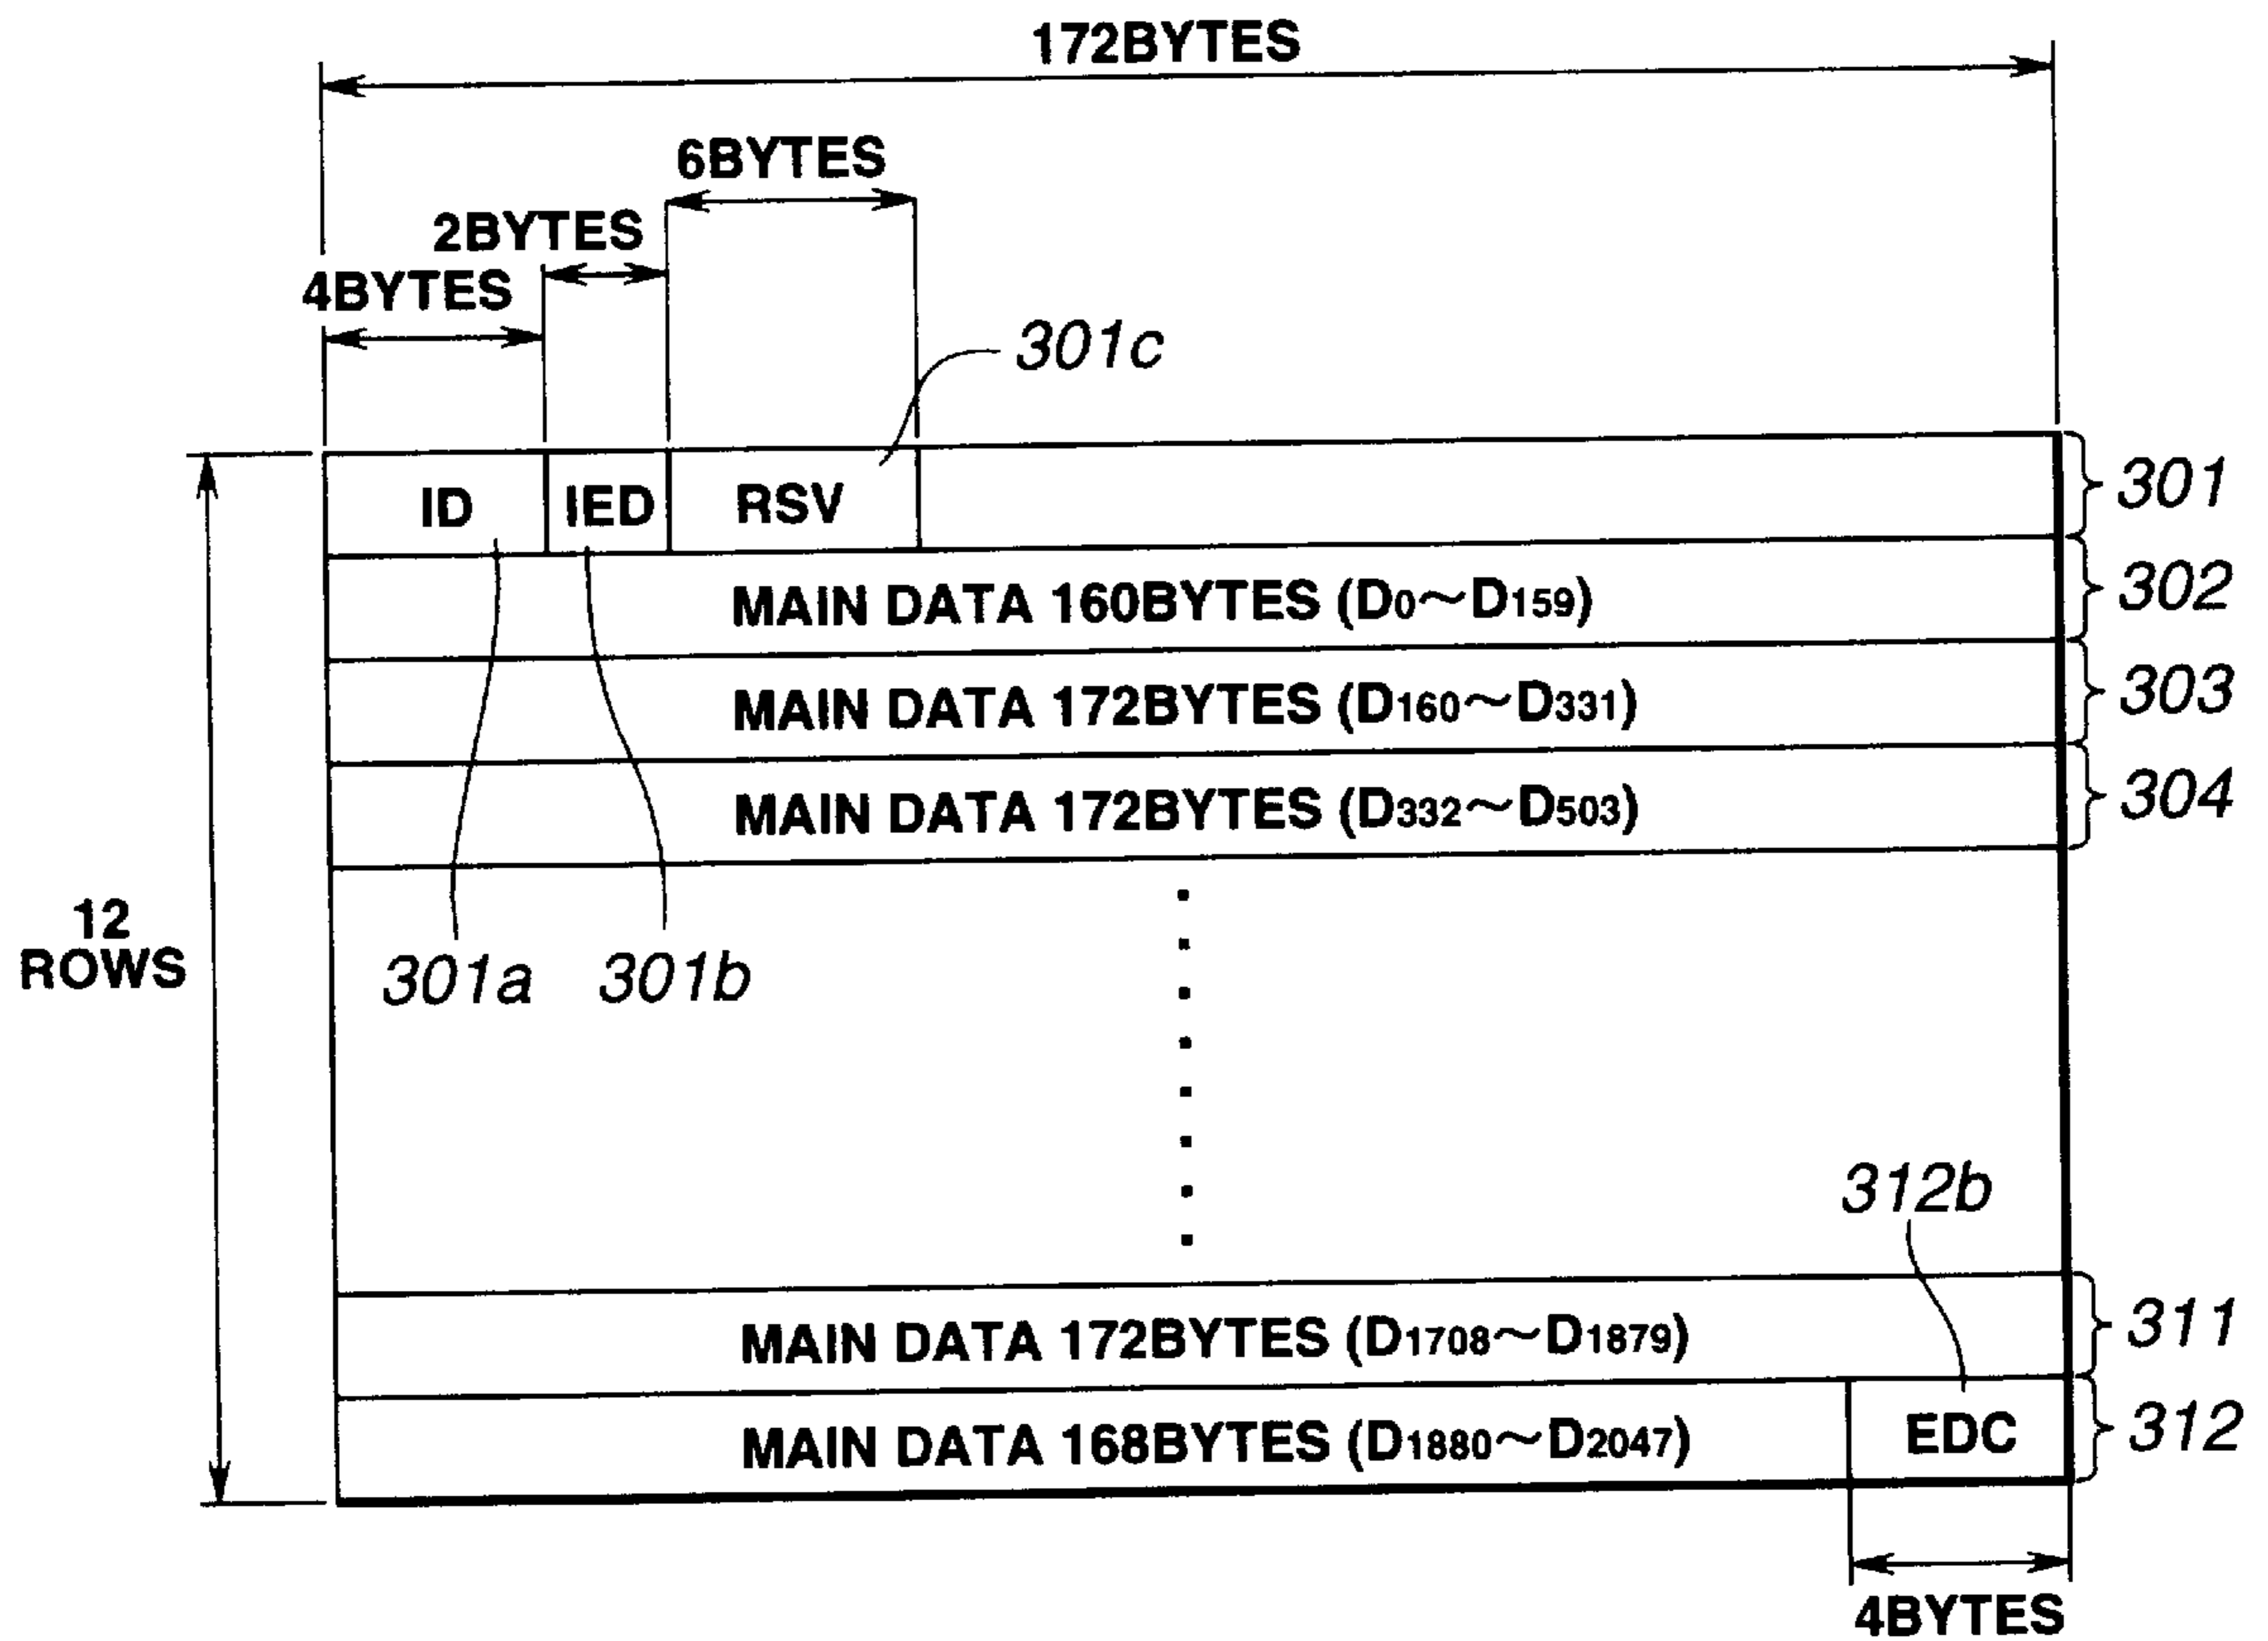 172BYTES
6BYTES
2BYTES
4BYTES
301c
ID IED RSV
301
MAIN DATA 160BYTES (D0~D159)
302
MAIN DATA 172BYTES (D160~D331)
303
MAIN DATA 172BYTES (D332~D503)
304
12
ROWS
301a 301b
312b
MAIN DATA 172BYTES (D1708~D1879)
311
MAIN DATA 168BYTES (D1880~D2047) EDC
312
4BYTES